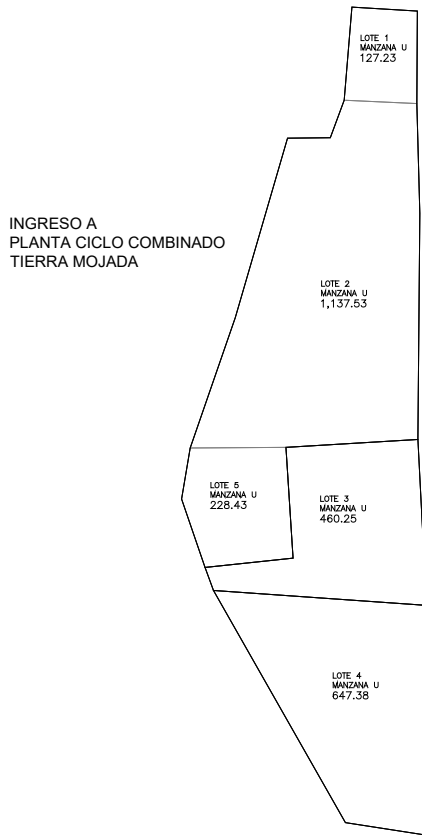 LOTE 1
MANZANA U
127.23
INGRESO A
PLANTA CICLO COMBINADO
TIERRA MOJADA
LOTE 2
MANZANA U
1,137.53
LOTE 5
MANZANA U
228.43
LOTE 3
MANZANA U
460.25
LOTE 4
MANZANA U
647.38